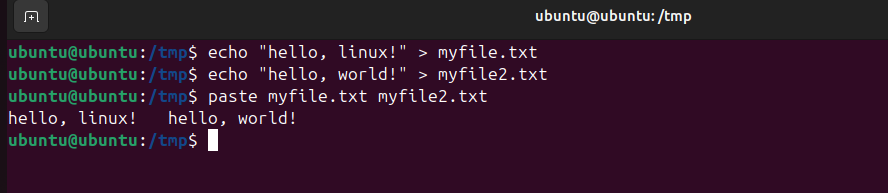 ubuntu@ubuntu: /tmp
ubuntu@ubuntu:/tmp$ echo "hello, linux!" > myfile.txt
ubuntu@ubuntu:/tmp$ echo "hello, world!" > myfile2.txt
ubuntu@ubuntu:/tmp$ paste myfile.txt myfile2.txt
hello, linux!   hello, world!
ubuntu@ubuntu:/tmp$